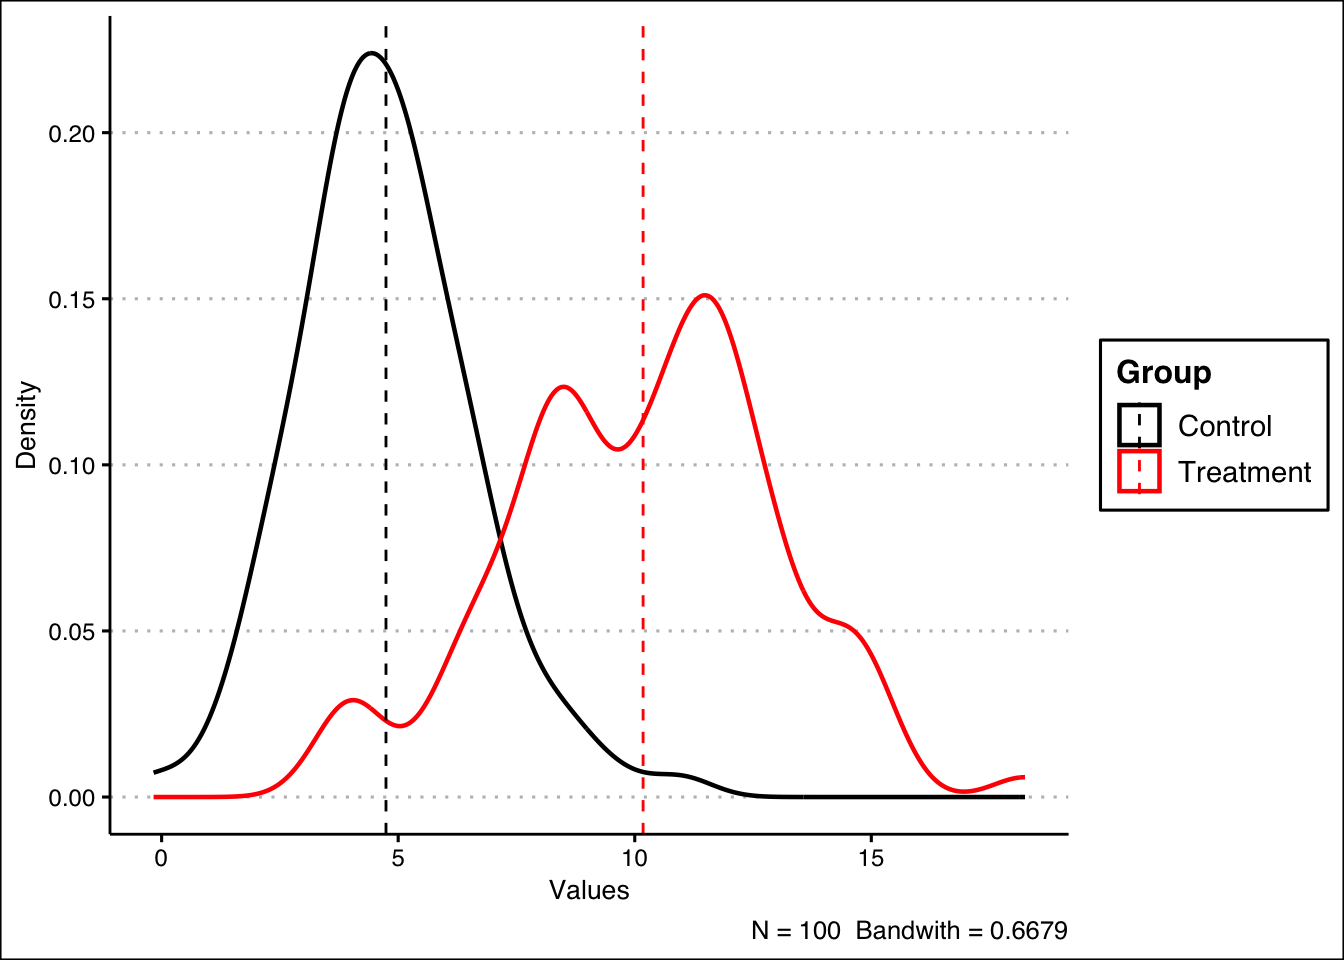 Density
0.20
0.15
0.10
0.05
0.00
0 5 10 15
Values
N = 100  Bandwith = 0.6679
Group
Control
Treatment